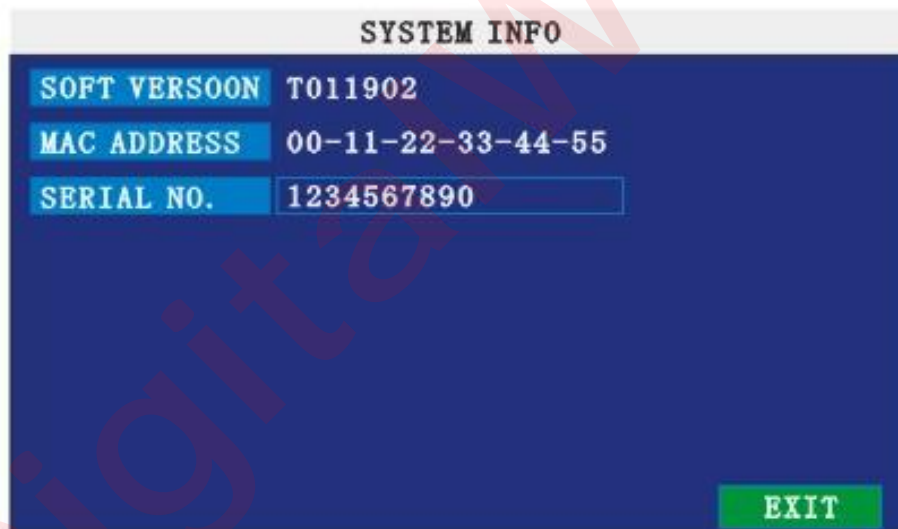 SYSTEM INFO
SOFT VERSOON T011902
MAC ADDRESS 00-11-22-33-44-55
SERIAL NO. 1234567890
EXIT